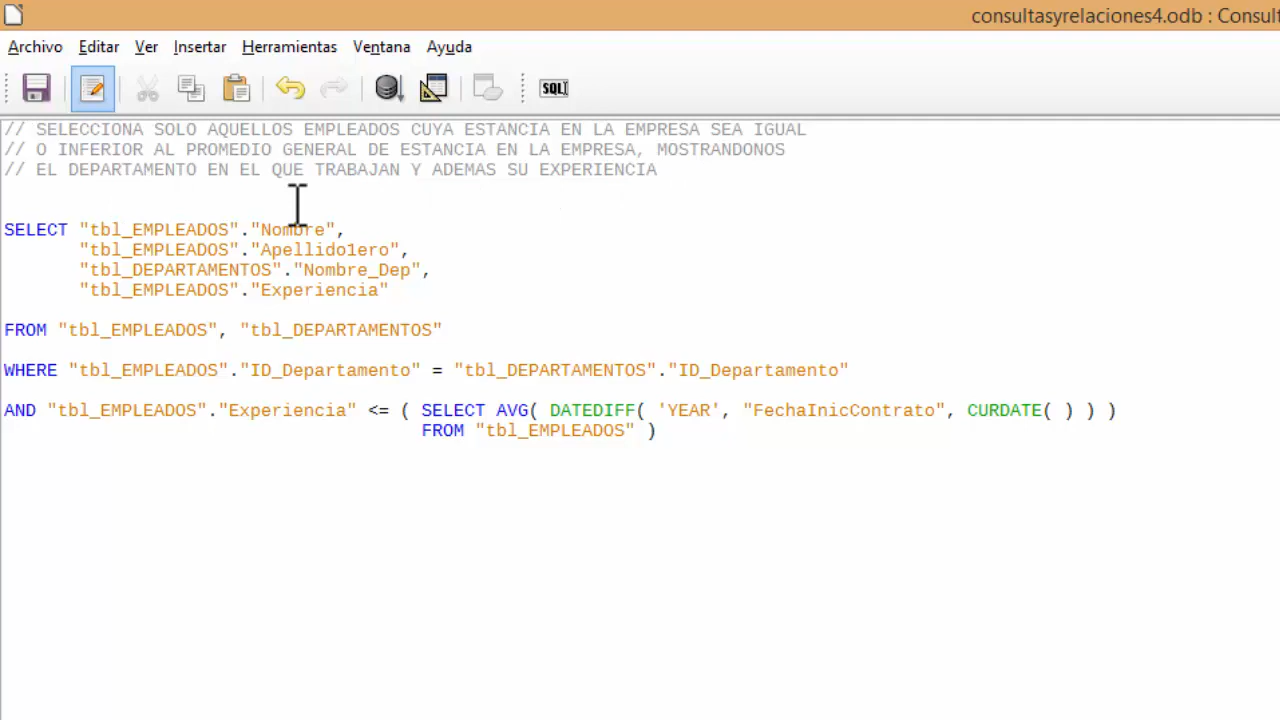 consultasyrelaciones4.odb : Consult
Archivo Editar Ver Insertar Herramientas Ventana Ayuda
SQL
// SELECCIONA SOLO AQUELLOS EMPLEADOS CUYA ESTANCIA EN LA EMPRESA SEA IGUAL
// O INFERIOR AL PROMEDIO GENERAL DE ESTANCIA EN LA EMPRESA, MOSTRANDONOS
// EL DEPARTAMENTO EN EL QUE TRABAJAN Y ADEMAS SU EXPERIENCIA
SELECT "tbl_EMPLEADOS"."Nombre",
"tbl_EMPLEADOS"."Apellido1ero",
"tbl_DEPARTAMENTOS"."Nombre_Dep",
"tbl_EMPLEADOS"."Experiencia"
FROM "tbl_EMPLEADOS", "tbl_DEPARTAMENTOS"
WHERE "tbl_EMPLEADOS"."ID_Departamento" = "tbl_DEPARTAMENTOS"."ID_Departamento"
AND "tbl_EMPLEADOS"."Experiencia" <= ( SELECT AVG( DATEDIFF( 'YEAR', "FechaInicContrato", CURDATE( ) ) )
FROM "tbl_EMPLEADOS" )